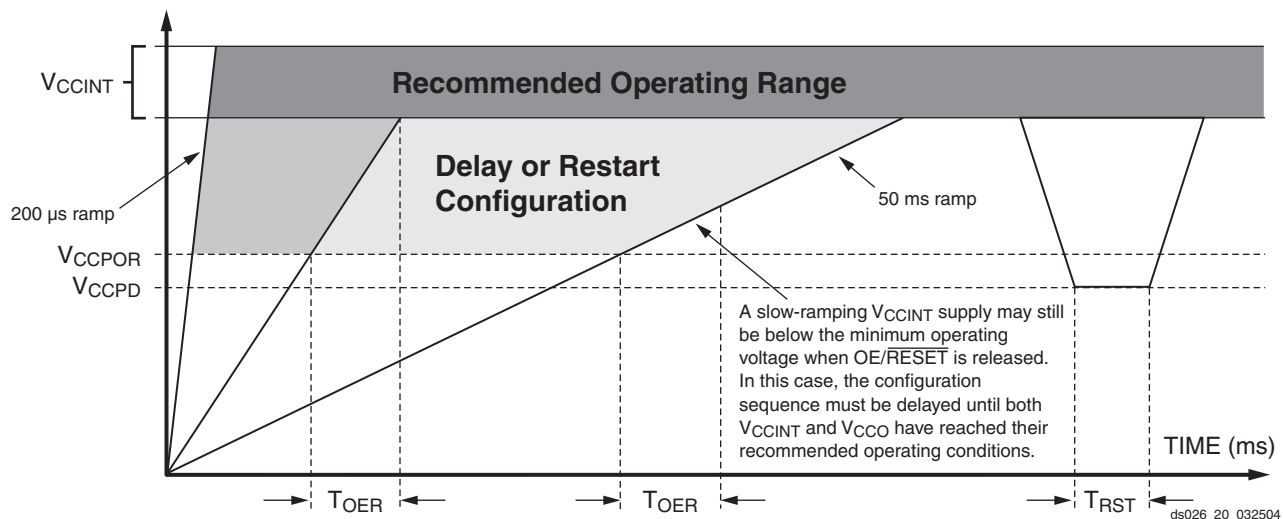 VCCINT
Recommended Operating Range
Delay or Restart
Configuration
200 µs ramp
50 ms ramp
VCCPOR
VCCPD
A slow-ramping VCCINT supply may still
be below the minimum operating
voltage when OE/RESET is released.
In this case, the configuration
sequence must be delayed until both
VCCINT and VCCO have reached their
recommended operating conditions.
TIME (ms)
TOER
TOER
TRST
ds026_20_032504